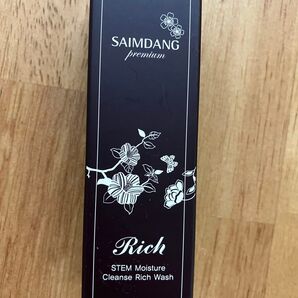 SAIMDANG
premium
Rich
STEM Moisture
Cleanse Rich Wash